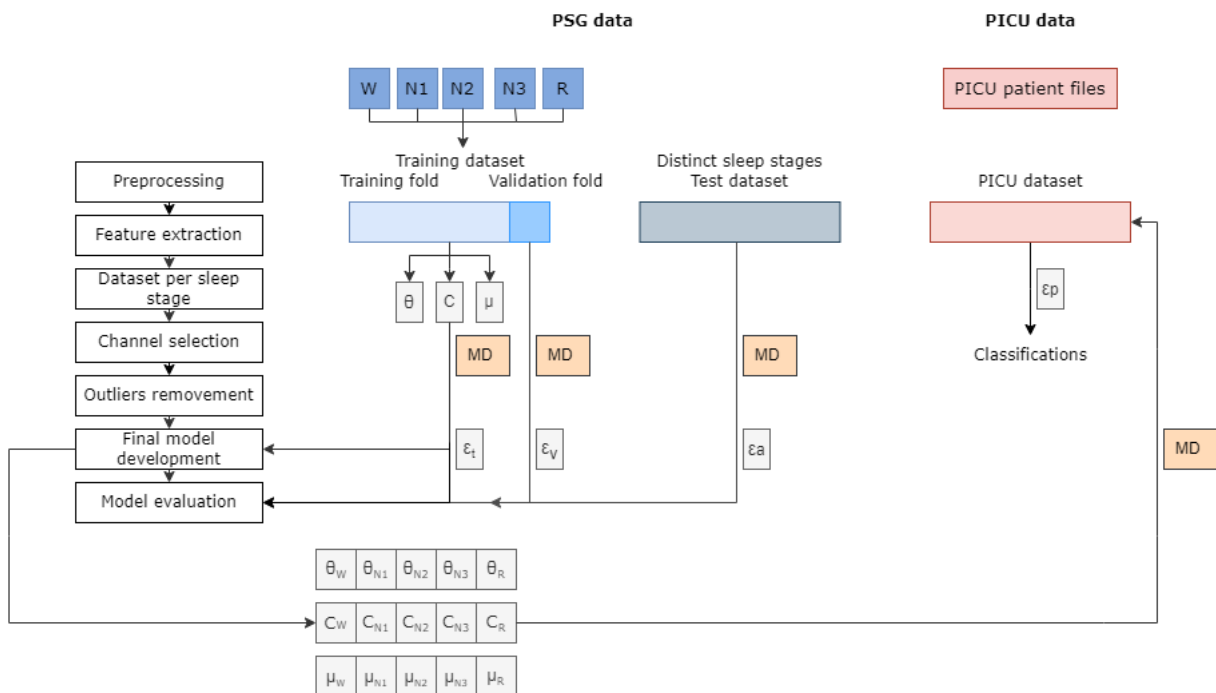 PSG data
PICU data
W
N1
N2
N3
R
PICU patient files
Training dataset
Training fold
Validation fold
Distinct sleep stages
Test dataset
PICU dataset
Preprocessing
Feature extraction
Dataset per sleep
stage
Channel selection
Outliers removement
Final model
development
Model evaluation
θ
C
μ
εp
Classifications
MD
MD
MD
MD
εt
εv
εa
θW
θN1
θN2
θN3
θR
CW
CN1
CN2
CN3
CR
μW
μN1
μN2
μN3
μR